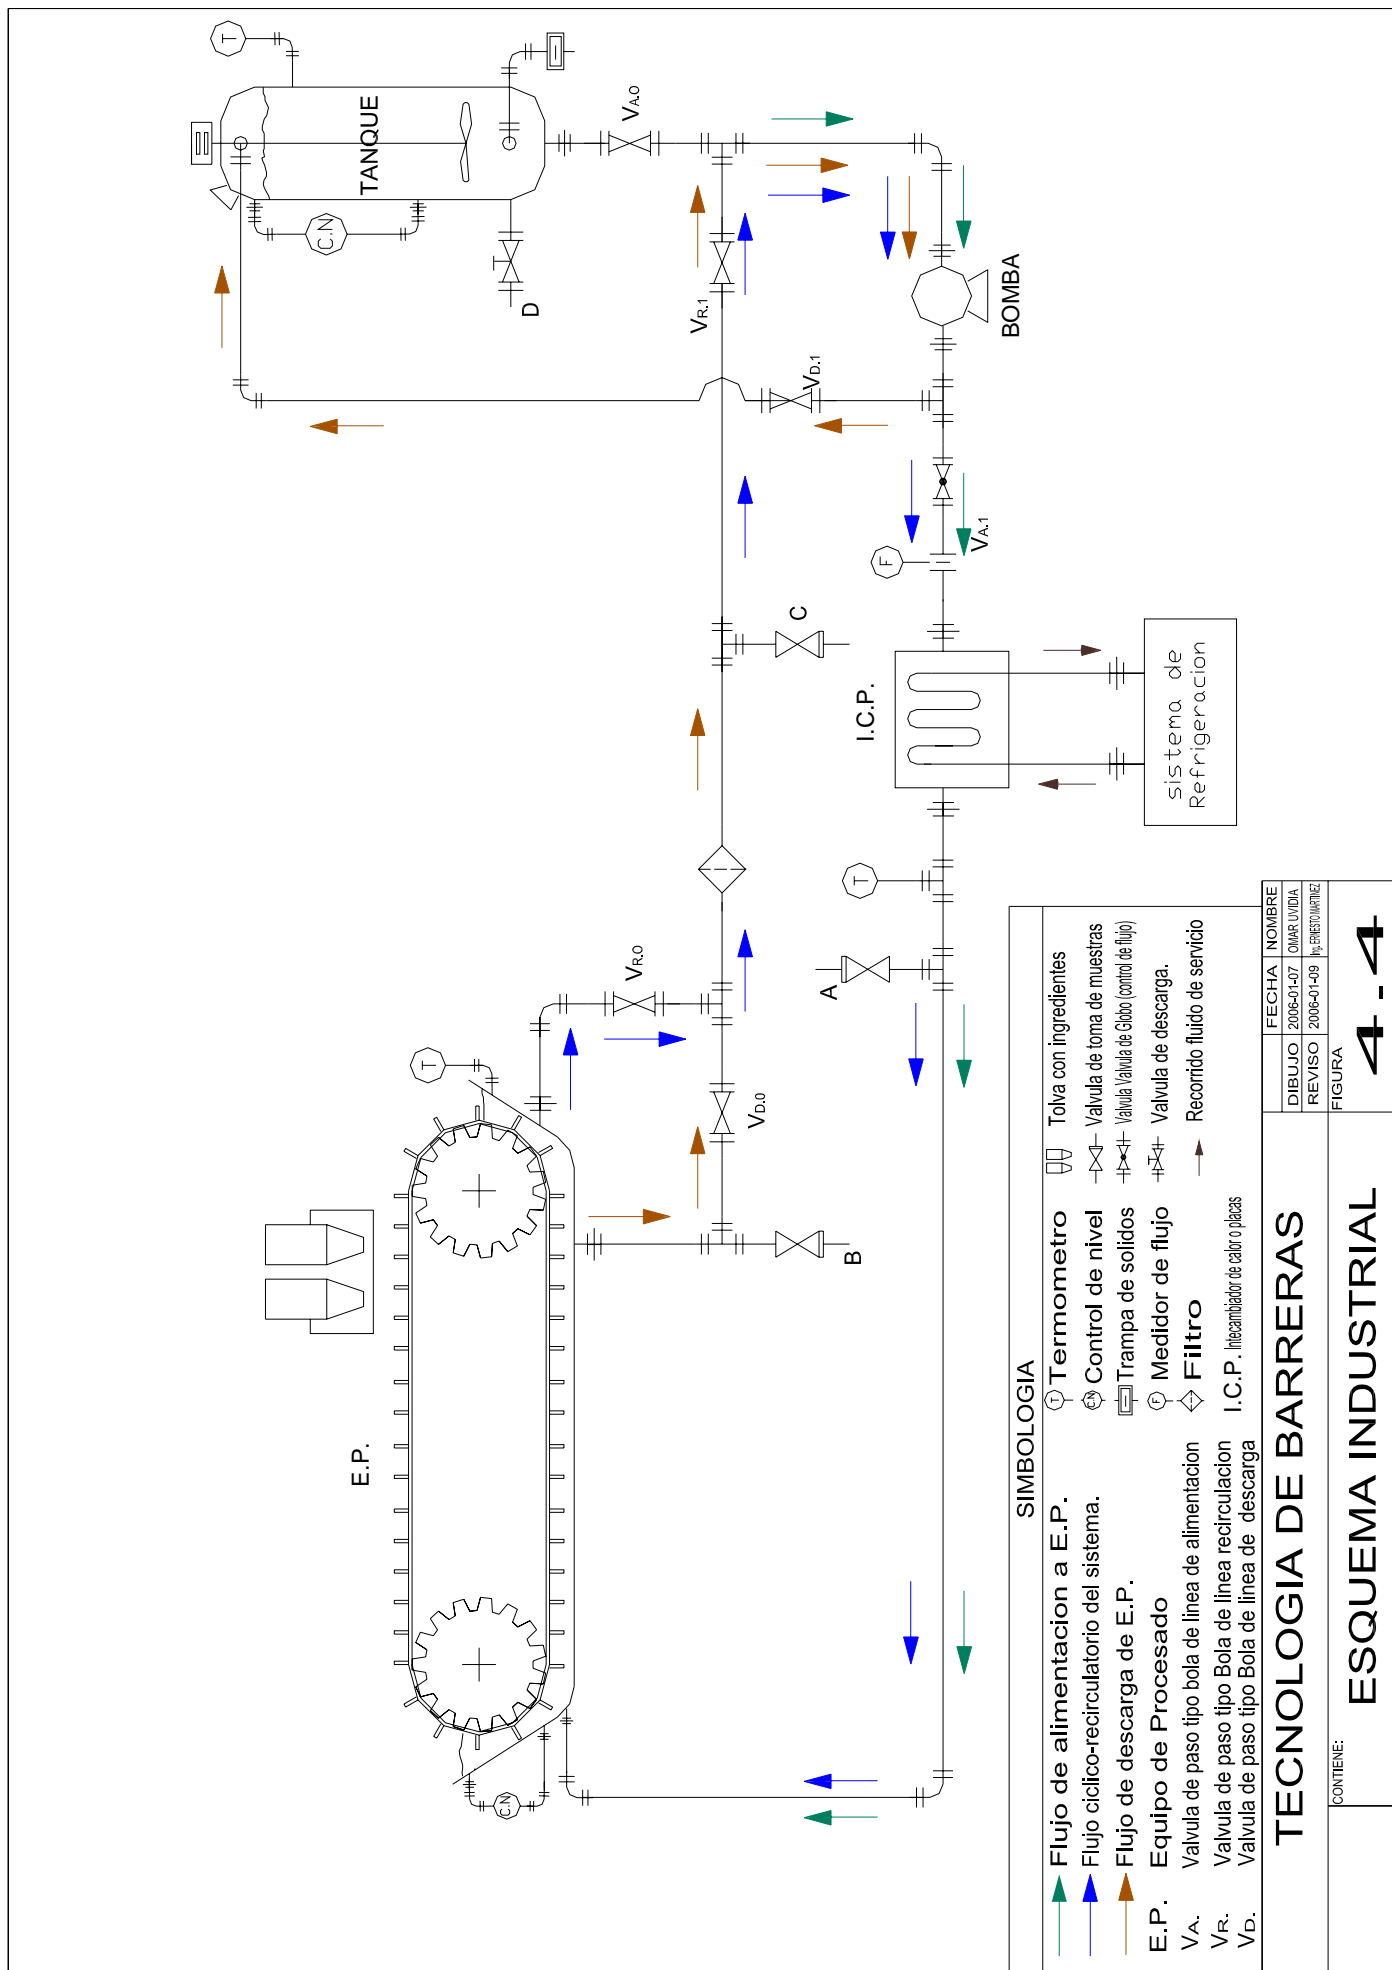 T
TANQUE
C.N
D
VA.O
VR.1
VD.1
BOMBA
VA.1
F
C
I.C.P.
sistema de
Refrigeracion
T
A
VR.O
T
VD.O
B
E.P.
C.N
SIMBOLOGIA
Flujo de alimentacion a E.P.
Flujo ciclico-recirculatorio del sistema.
Flujo de descarga de E.P.
E.P. Equipo de Procesado
VA. Valvula de paso tipo bola de linea de alimentacion
VR. Valvula de paso tipo Bola de linea recirculacion
VD. Valvula de paso tipo Bola de linea de descarga
T Termometro
C.N Control de nivel
Trampa de solidos
F Medidor de flujo
Filtro
I.C.P. Intecambiador de calor o placas
Tolva con ingredientes
Valvula de toma de muestras
Valvula Valvula de Globo (control de flujo)
Valvula de descarga.
Recorrido fluido de servicio
TECNOLOGIA DE BARRERAS
FECHA NOMBRE
DIBUJO 2006-01-07 OMAR UVIDIA
REVISO 2006-01-09 Ing. ERNESTO MARTINEZ
CONTIENE:
ESQUEMA INDUSTRIAL
FIGURA
4.4